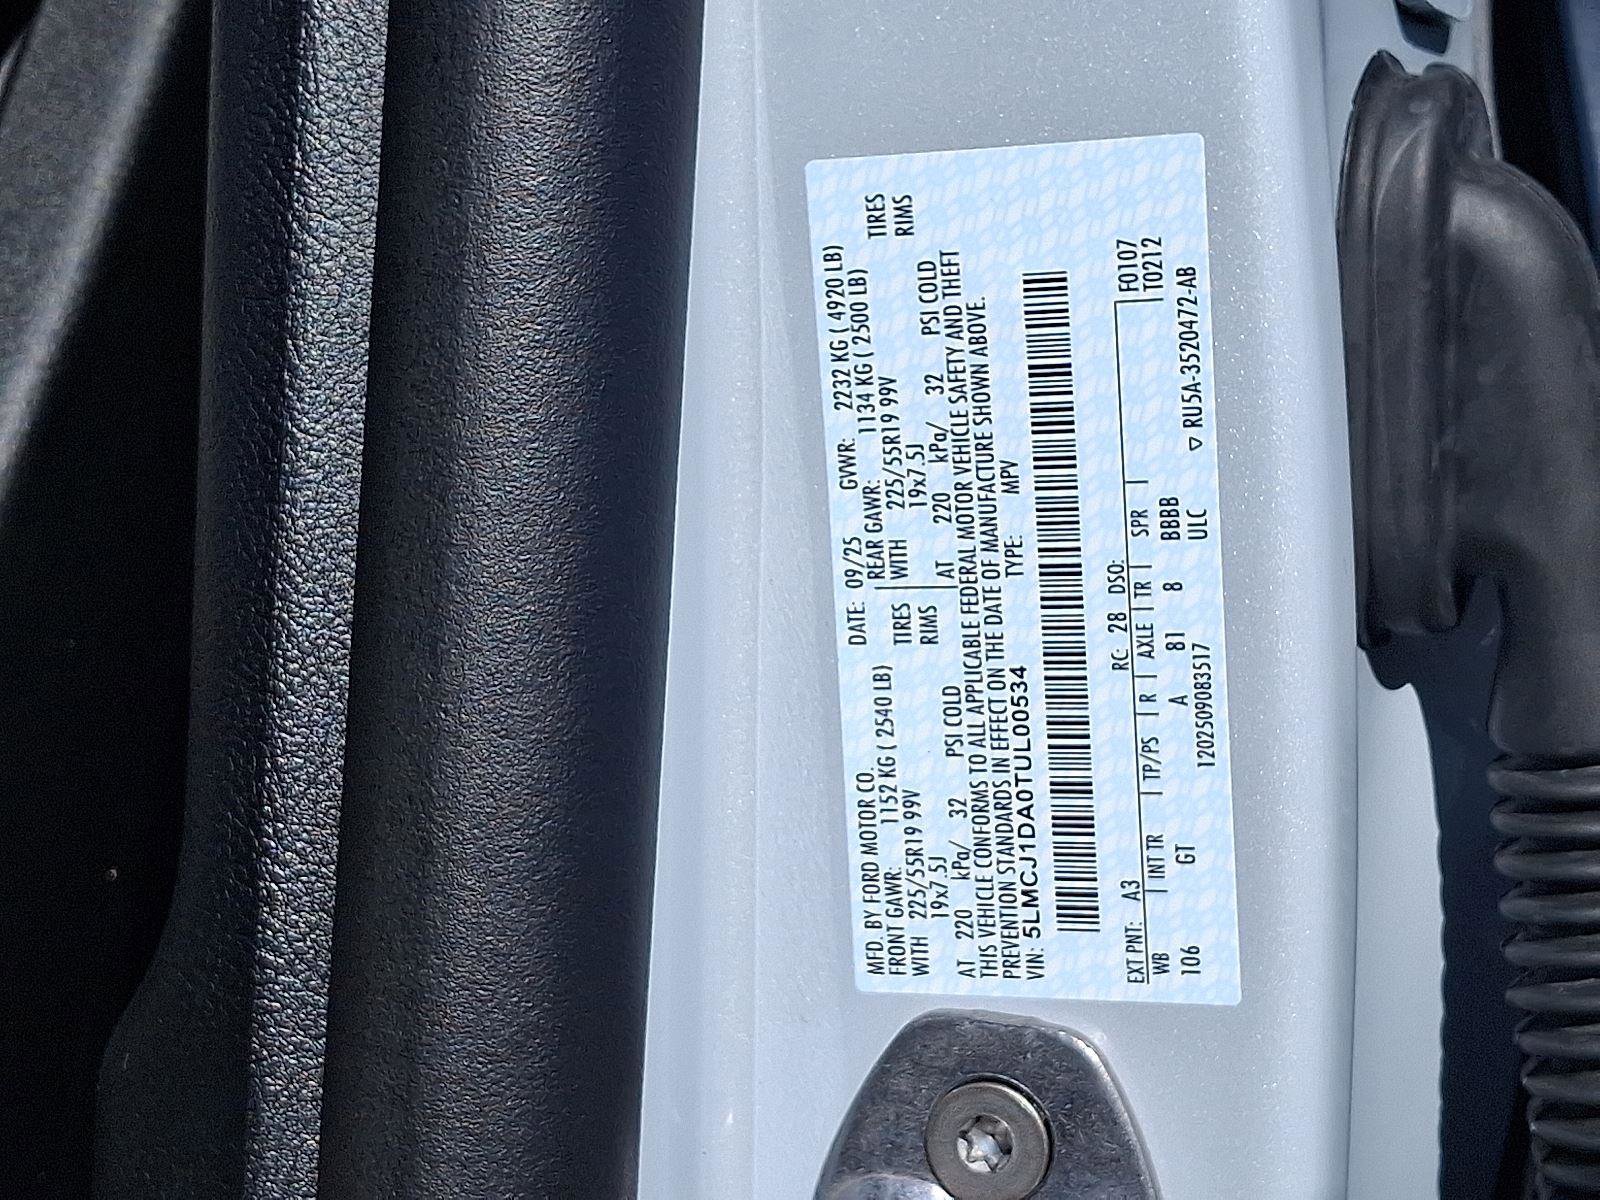 MFD. BY FORD MOTOR CO. DATE: 09/25 GVWR: 2232 KG ( 4920 LB)
FRONT GAWR: 1152 KG ( 2540 LB) REAR GAWR: 1134 KG ( 2500 LB)
WITH 225/55R19 99V TIRES WITH 225/55R19 99V TIRES
19x7.5J RIMS 19x7.5J RIMS
AT 220 kPa/ 32 PSI COLD AT 220 kPa/ 32 PSI COLD
THIS VEHICLE CONFORMS TO ALL APPLICABLE FEDERAL MOTOR VEHICLE SAFETY AND THEFT
PREVENTION STANDARDS IN EFFECT ON THE DATE OF MANUFACTURE SHOWN ABOVE.
VIN: 5LMCJ1DA0TUL00534 TYPE: MPV
EXT PNT: A3 RC: 28 DSO: F0107
WB | INT TR | TP/PS | R | AXLE | TR | SPR | T0212
106 GT A 81 8 BBBB
1202509083517 ULC ▽ RU5A-3520472-AB